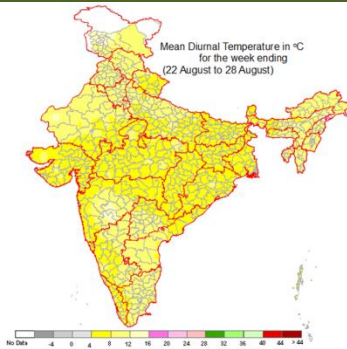 Mean Diurnal Temperature in °C
for the week ending
(22 August to 28 August)
No Data -4 0 4 8 12 16 20 24 28 32 36 40 44 > 44